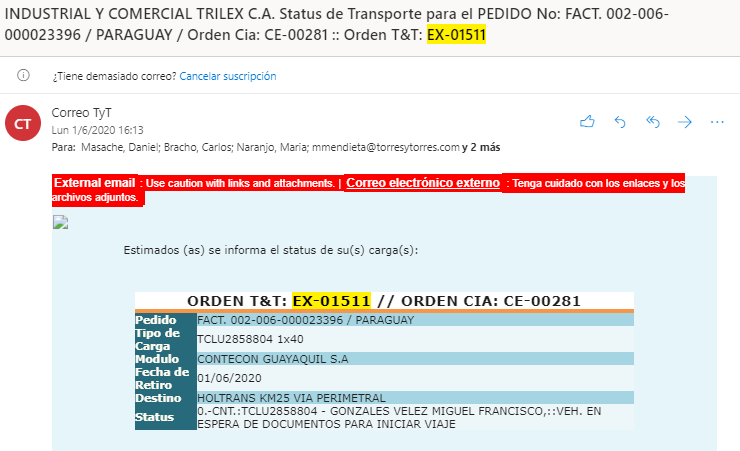 INDUSTRIAL Y COMERCIAL TRILEX C.A. Status de Transporte para el PEDIDO No: FACT. 002-006-
000023396 / PARAGUAY / Orden Cia: CE-00281 :: Orden T&T: EX-01511
¿Tiene demasiado correo? Cancelar suscripción
CT
Correo TyT
Lun 1/6/2020 16:13
Para: Masache, Daniel; Bracho, Carlos; Naranjo, Maria; mmendieta@torresytorres.com y 2 más
External email : Use caution with links and attachments. | Correo electrónico externo : Tenga cuidado con los enlaces y los
archivos adjuntos.
Estimados (as) se informa el status de su(s) carga(s):
ORDEN T&T: EX-01511 // ORDEN CIA: CE-00281
Pedido FACT. 002-006-000023396 / PARAGUAY
Tipo de
Carga TCLU2858804 1x40
Modulo CONTECON GUAYAQUIL S.A
Fecha de
Retiro 01/06/2020
Destino HOLTRANS KM25 VIA PERIMETRAL
Status 0.-CNT.:TCLU2858804 - GONZALES VELEZ MIGUEL FRANCISCO,::VEH. EN
ESPERA DE DOCUMENTOS PARA INICIAR VIAJE